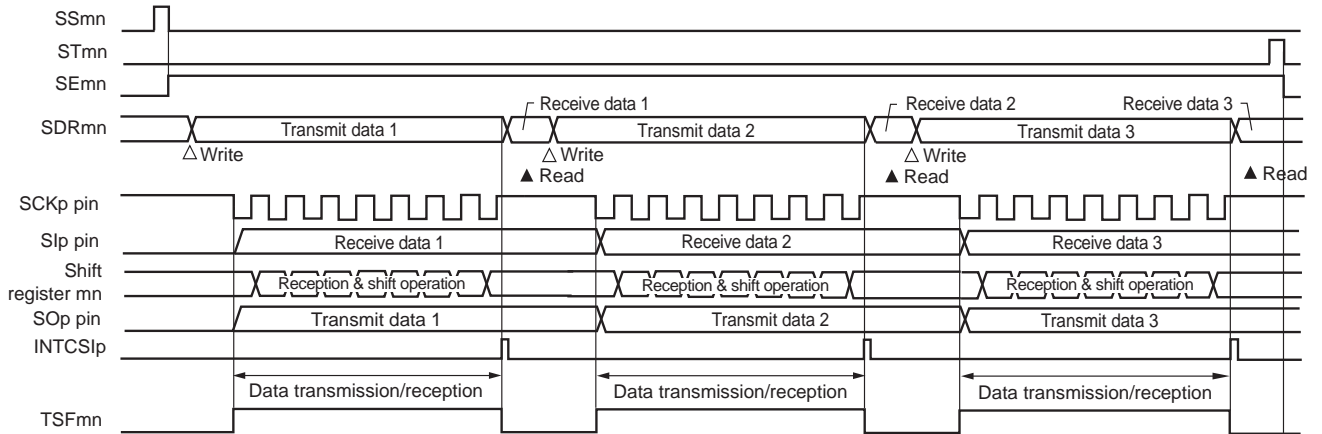 SSmn
STmn
SEmn
Receive data 1
Receive data 2
Receive data 3
SDRmn
Transmit data 1
Transmit data 2
Transmit data 3
△ Write
△ Write
△ Write
▲ Read
▲ Read
▲ Read
SCKp pin
SIp pin
Receive data 1
Receive data 2
Receive data 3
Shift
register mn
Reception & shift operation
Reception & shift operation
Reception & shift operation
SOp pin
Transmit data 1
Transmit data 2
Transmit data 3
INTCSIp
Data transmission/reception
Data transmission/reception
Data transmission/reception
TSFmn